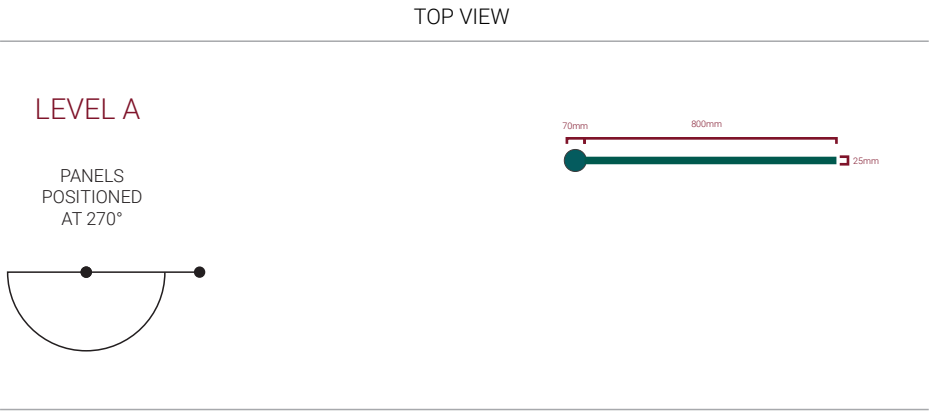 TOP VIEW
LEVEL A
PANELS
POSITIONED
AT 270°
70mm
800mm
25mm